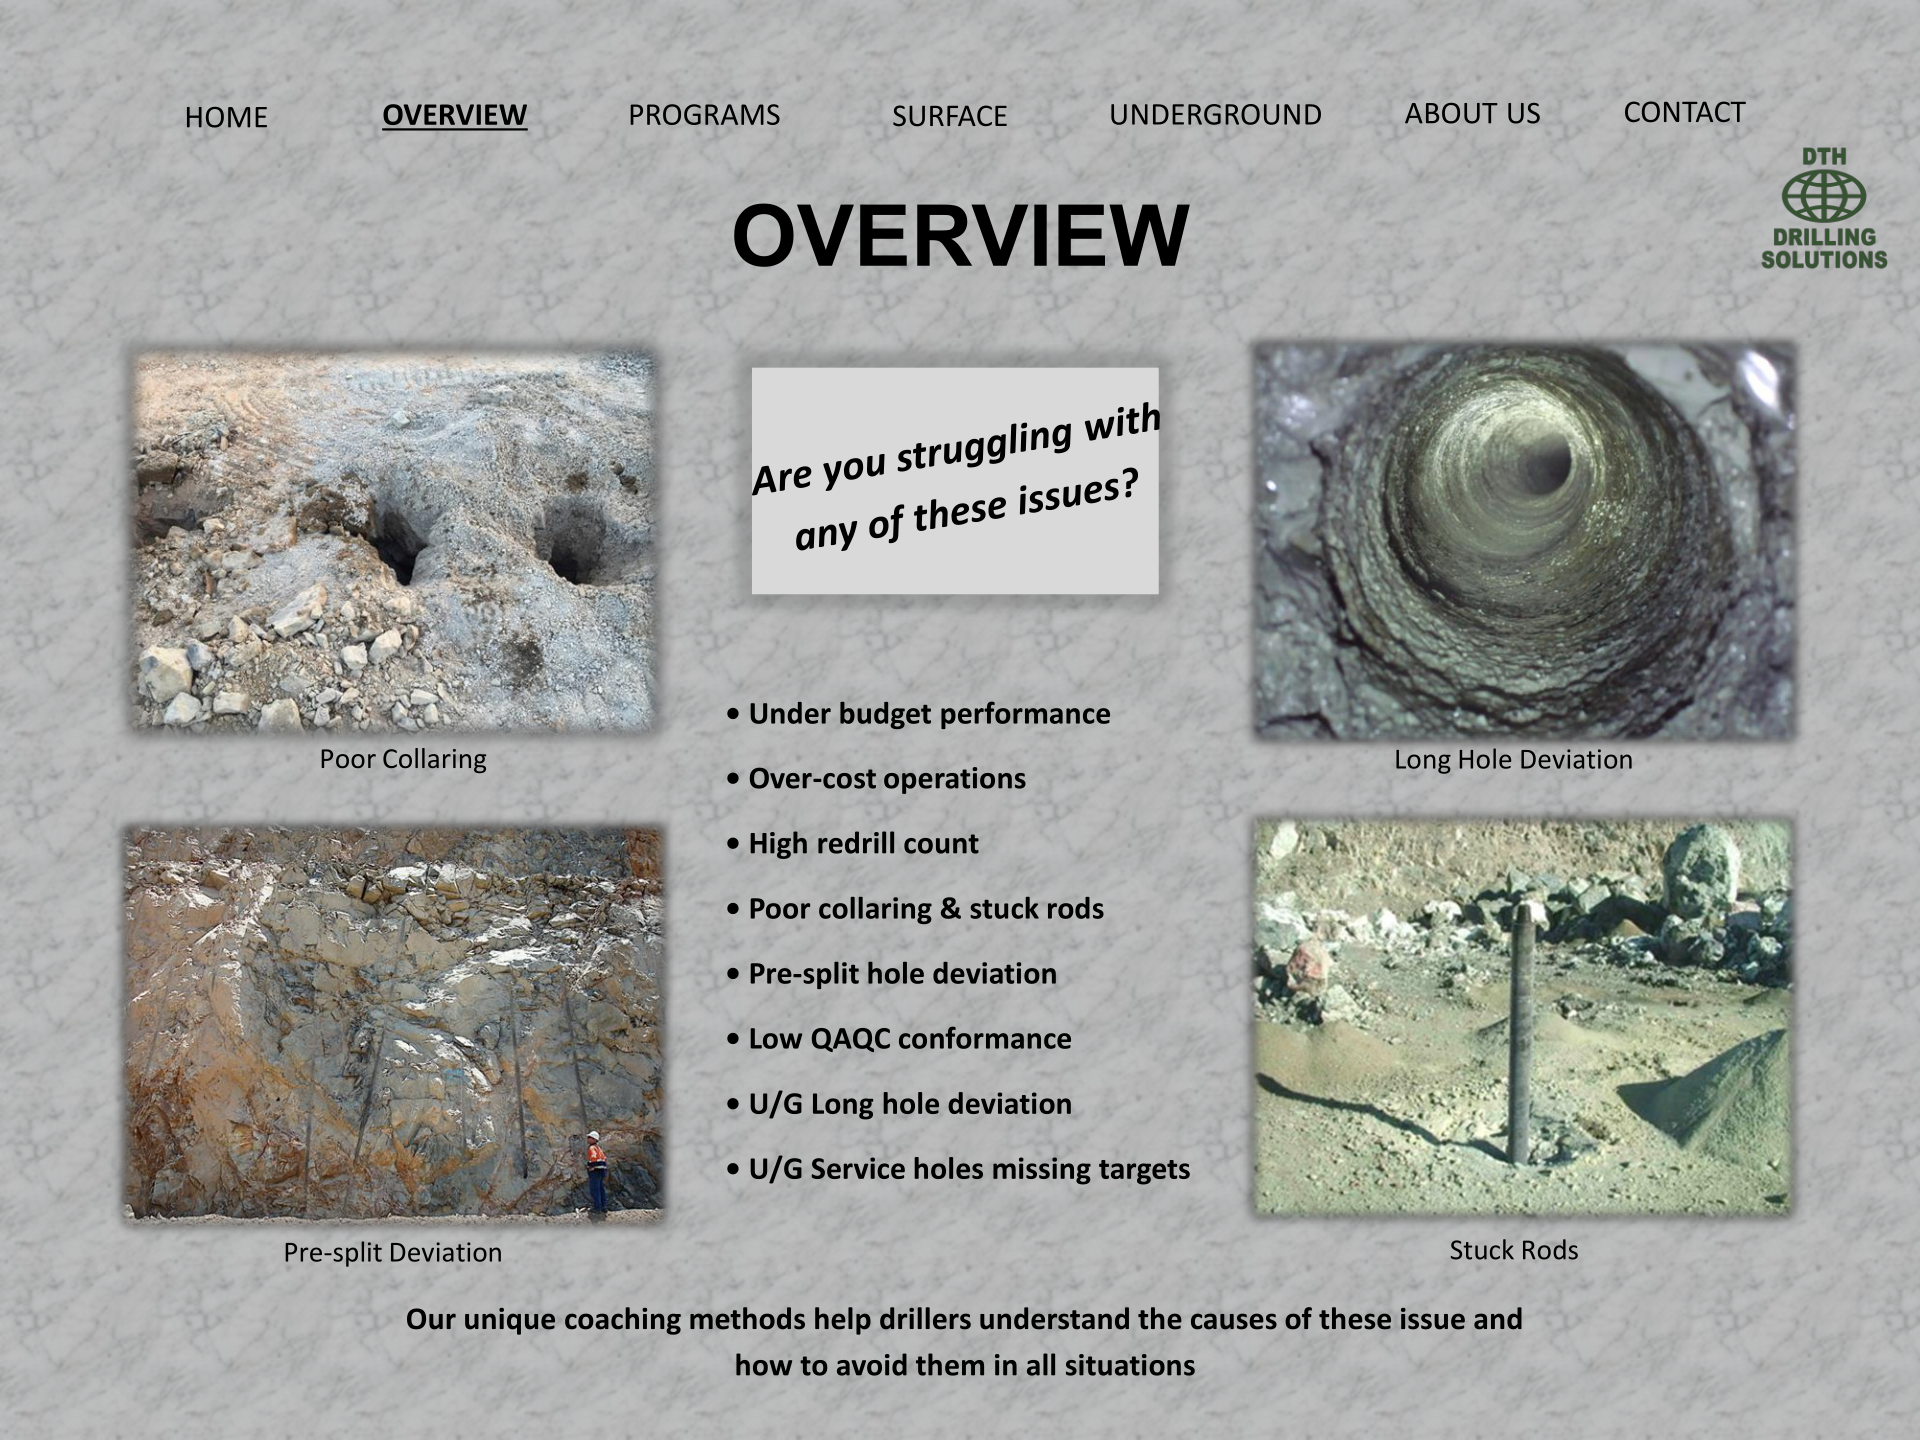 HOME
OVERVIEW
PROGRAMS
SURFACE
UNDERGROUND
ABOUT US
CONTACT
DTH
DRILLING
SOLUTIONS
OVERVIEW
Are you struggling with
any of these issues?
Poor Collaring
Long Hole Deviation
• Under budget performance
• Over-cost operations
• High redrill count
• Poor collaring & stuck rods
• Pre-split hole deviation
• Low QAQC conformance
• U/G Long hole deviation
• U/G Service holes missing targets
Pre-split Deviation
Stuck Rods
Our unique coaching methods help drillers understand the causes of these issue and
how to avoid them in all situations